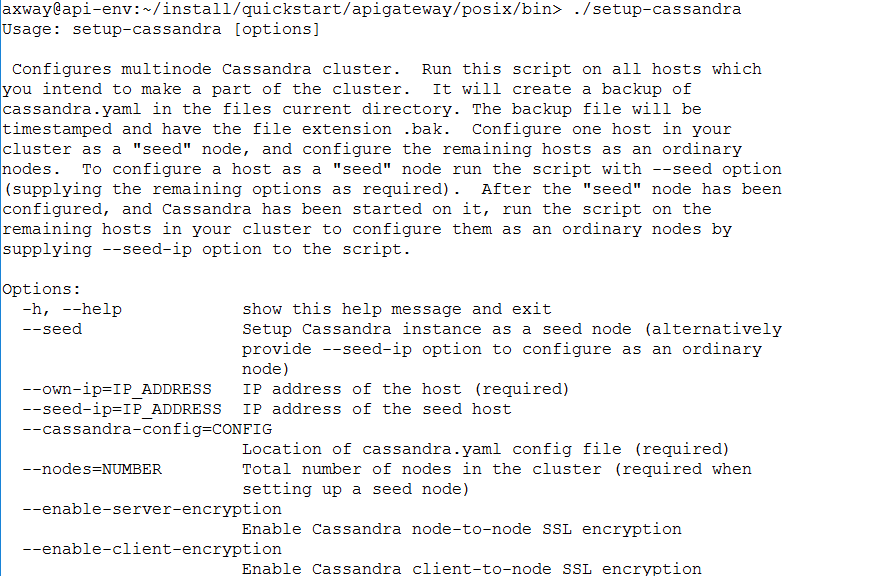 axway@api-env:~/install/quickstart/apigateway/posix/bin> ./setup-cassandra
Usage: setup-cassandra [options]
Configures multinode Cassandra cluster.  Run this script on all hosts which
you intend to make a part of the cluster.  It will create a backup of
cassandra.yaml in the files current directory. The backup file will be
timestamped and have the file extension .bak.  Configure one host in your
cluster as a "seed" node, and configure the remaining hosts as an ordinary
nodes.  To configure a host as a "seed" node run the script with --seed option
(supplying the remaining options as required).  After the "seed" node has been
configured, and Cassandra has been started on it, run the script on the
remaining hosts in your cluster to configure them as an ordinary nodes by
supplying --seed-ip option to the script.
Options:
-h, --help            show this help message and exit
--seed                Setup Cassandra instance as a seed node (alternatively
provide --seed-ip option to configure as an ordinary
node)
--own-ip=IP_ADDRESS   IP address of the host (required)
--seed-ip=IP_ADDRESS  IP address of the seed host
--cassandra-config=CONFIG
Location of cassandra.yaml config file (required)
--nodes=NUMBER        Total number of nodes in the cluster (required when
setting up a seed node)
--enable-server-encryption
Enable Cassandra node-to-node SSL encryption
--enable-client-encryption
Enable Cassandra client-to-node SSL encryption